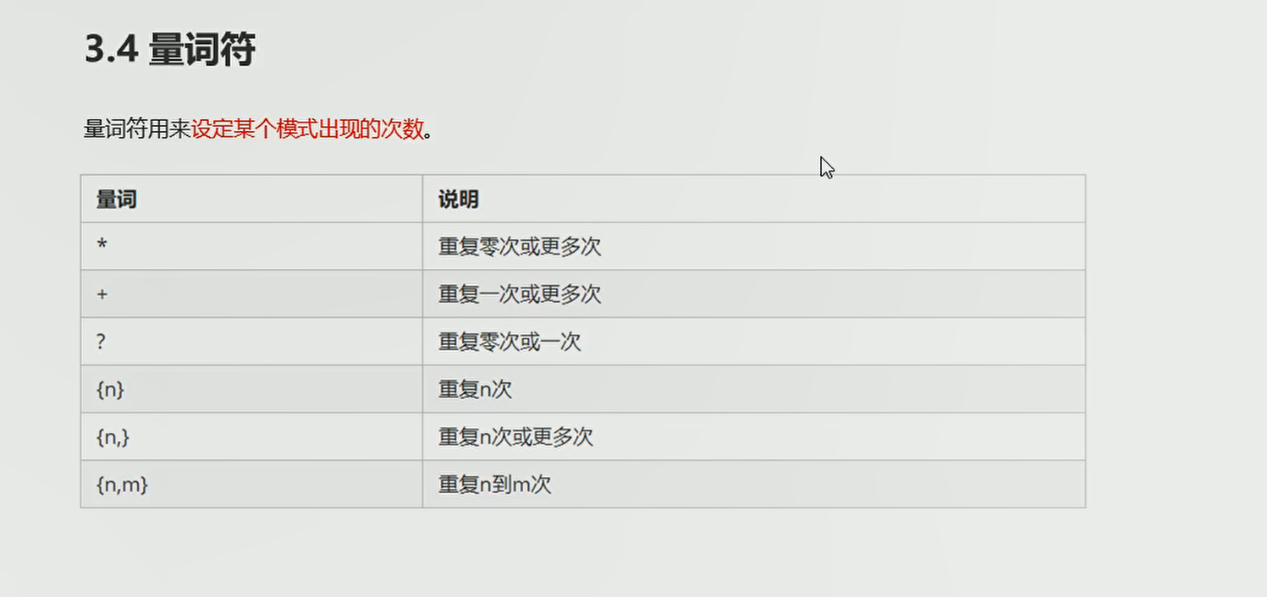 3.4 量词符
量词符用来设定某个模式出现的次数。
量词 说明
* 重复零次或更多次
+ 重复一次或更多次
? 重复零次或一次
{n} 重复n次
{n,} 重复n次或更多次
{n,m} 重复n到m次